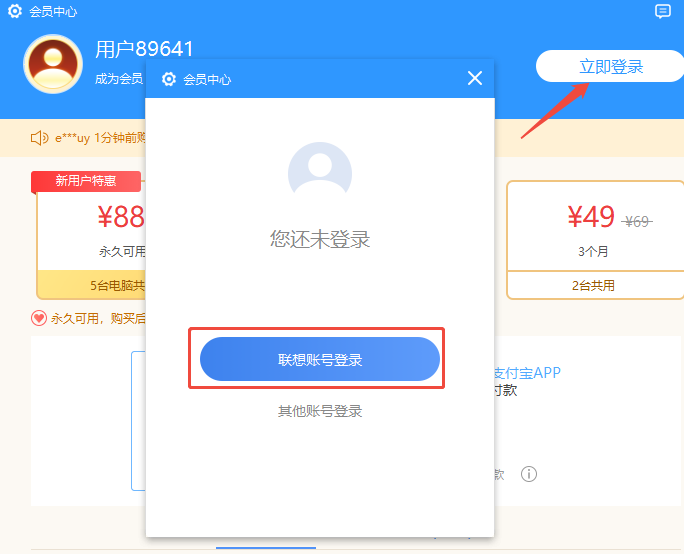 会员中心
用户89641
成为会员
立即登录
会员中心
e***uy 1分钟前购
新用户特惠
¥88
永久可用
5台电脑共
¥49 ¥69
3个月
2台共用
永久可用，购买后
您还未登录
联想账号登录
其他账号登录
支付宝APP
付款
款